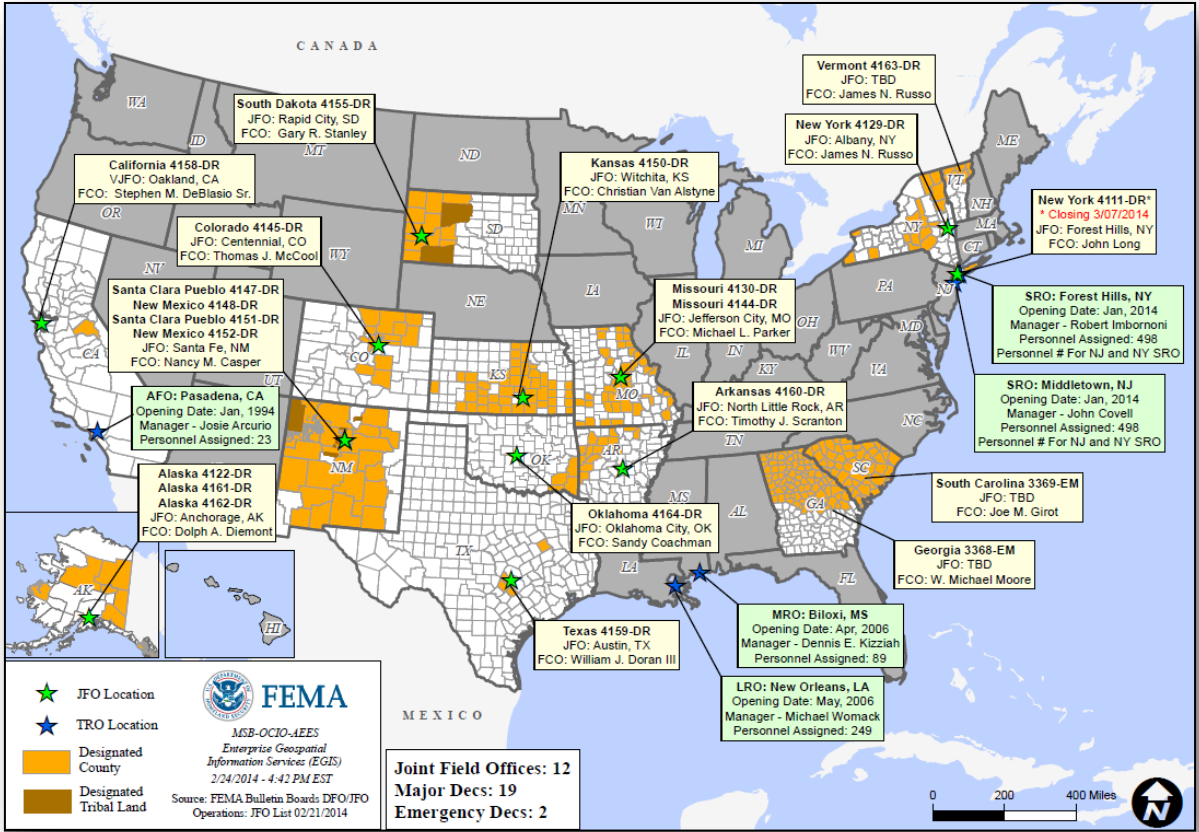 CANADA
Vermont 4163-DR
JFO: TBD
FCO: James N. Russo
South Dakota 4155-DR
JFO: Rapid City, SD
FCO: Gary R. Stanley
New York 4129-DR
JFO: Albany, NY
FCO: James N. Russo
California 4158-DR
VJFO: Oakland, CA
FCO: Stephem M. DeBlasio Sr.
Kansas 4150-DR
JFO: Witchita, KS
FCO: Christian Van Alstyne
New York 4111-DR*
* Closing 3/07/2014
JFO: Forest Hills, NY
FCO: John Long
Colorado 4145-DR
JFO: Centennial, CO
FCO: Thomas J. McCool
Santa Clara Pueblo 4147-DR
New Mexico 4148-DR
Santa Clara Pueblo 4151-DR
New Mexico 4152-DR
JFO: Santa Fe, NM
FCO: Nancy M. Casper
Missouri 4130-DR
Missouri 4144-DR
JFO: Jefferson City, MO
FCO: Michael L. Parker
SRO: Forest Hills, NY
Opening Date: Jan, 2014
Manager - Robert Imbornoni
Personnel Assigned: 498
Personnel # For NJ and NY SRO
AFO: Pasadena, CA
Opening Date: Jan, 1994
Manager - Josie Arcurio
Personnel Assigned: 23
Arkansas 4160-DR
JFO: North Little Rock, AR
FCO: Timothy J. Scranton
SRO: Middletown, NJ
Opening Date: Jan, 2014
Manager - John Covell
Personnel Assigned: 498
Personnel # For NJ and NY SRO
Alaska 4122-DR
Alaska 4161-DR
Alaska 4162-DR
JFO: Anchorage, AK
FCO: Dolph A. Diemont
Oklahoma 4164-DR
JFO: Oklahoma City, OK
FCO: Sandy Coachman
South Carolina 3369-EM
JFO: TBD
FCO: Joe M. Girot
Georgia 3368-EM
JFO: TBD
FCO: W. Michael Moore
Texas 4159-DR
JFO: Austin, TX
FCO: William J. Doran III
MRO: Biloxi, MS
Opening Date: Apr, 2006
Manager - Dennis E. Kizziah
Personnel Assigned: 89
LRO: New Orleans, LA
Opening Date: May, 2006
Manager - Michael Womack
Personnel Assigned: 249
WA
ID
MT
ND
MN
WI
MI
ME
VT
NH
MA
CT
NY
NJ
PA
MD
OR
NV
WY
SD
NE
IA
IL
IN
OH
WV
VA
KY
CA
UT
CO
KS
MO
NC
TN
SC
NM
OK
AR
MS
AL
GA
TX
LA
FL
AK
HI
MEXICO
JFO Location
TRO Location
Designated
County
Designated
Tribal Land
FEMA
MSB-OCIO-AEES
Enterprise Geospatial
Information Services (EGIS)
2/24/2014 - 4:42 PM EST
Source: FEMA Bulletin Boards DFO/JFO
Operations: JFO List 02/21/2014
Joint Field Offices: 12
Major Decs: 19
Emergency Decs: 2
0 200 400 Miles
N